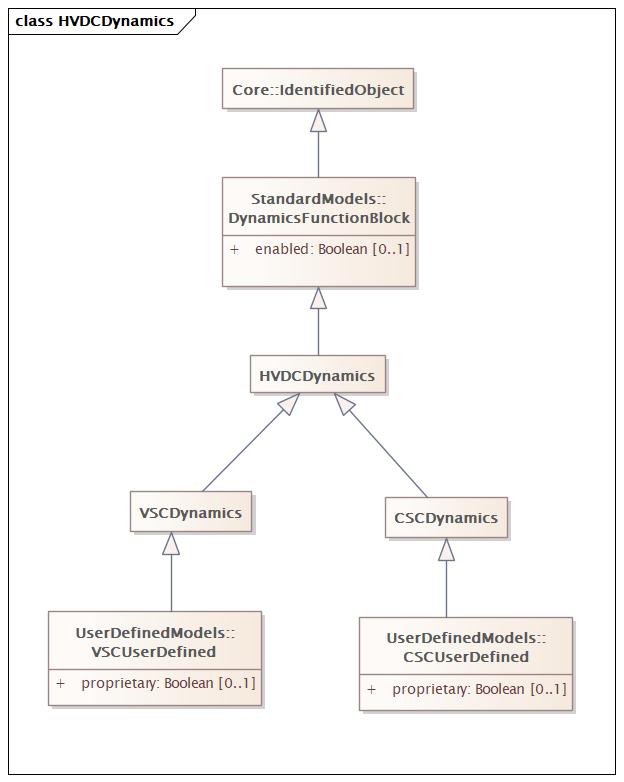 class HVDCDynamics
Core::IdentifiedObject
StandardModels::
DynamicsFunctionBlock
+ enabled: Boolean [0..1]
HVDCDynamics
VSCDynamics
CSCDynamics
UserDefinedModels::
VSCUserDefined
+ proprietary: Boolean [0..1]
UserDefinedModels::
CSCUserDefined
+ proprietary: Boolean [0..1]